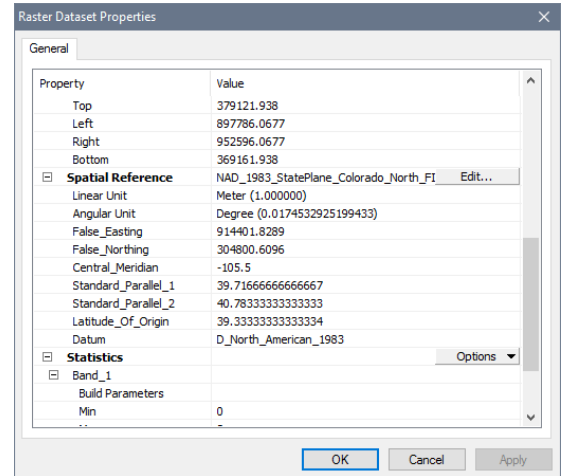 Raster Dataset Properties
General
Property Value
Top 379121.938
Left 897786.0677
Right 952596.0677
Bottom 369161.938
Spatial Reference NAD_1983_StatePlane_Colorado_North_FI Edit...
Linear Unit Meter (1.000000)
Angular Unit Degree (0.0174532925199433)
False_Easting 914401.8289
False_Northing 304800.6096
Central_Meridian -105.5
Standard_Parallel_1 39.71666666666667
Standard_Parallel_2 40.78333333333333
Latitude_Of_Origin 39.33333333333334
Datum D_North_American_1983
Statistics Options
Band_1
Build Parameters
Min 0
OK Cancel Apply